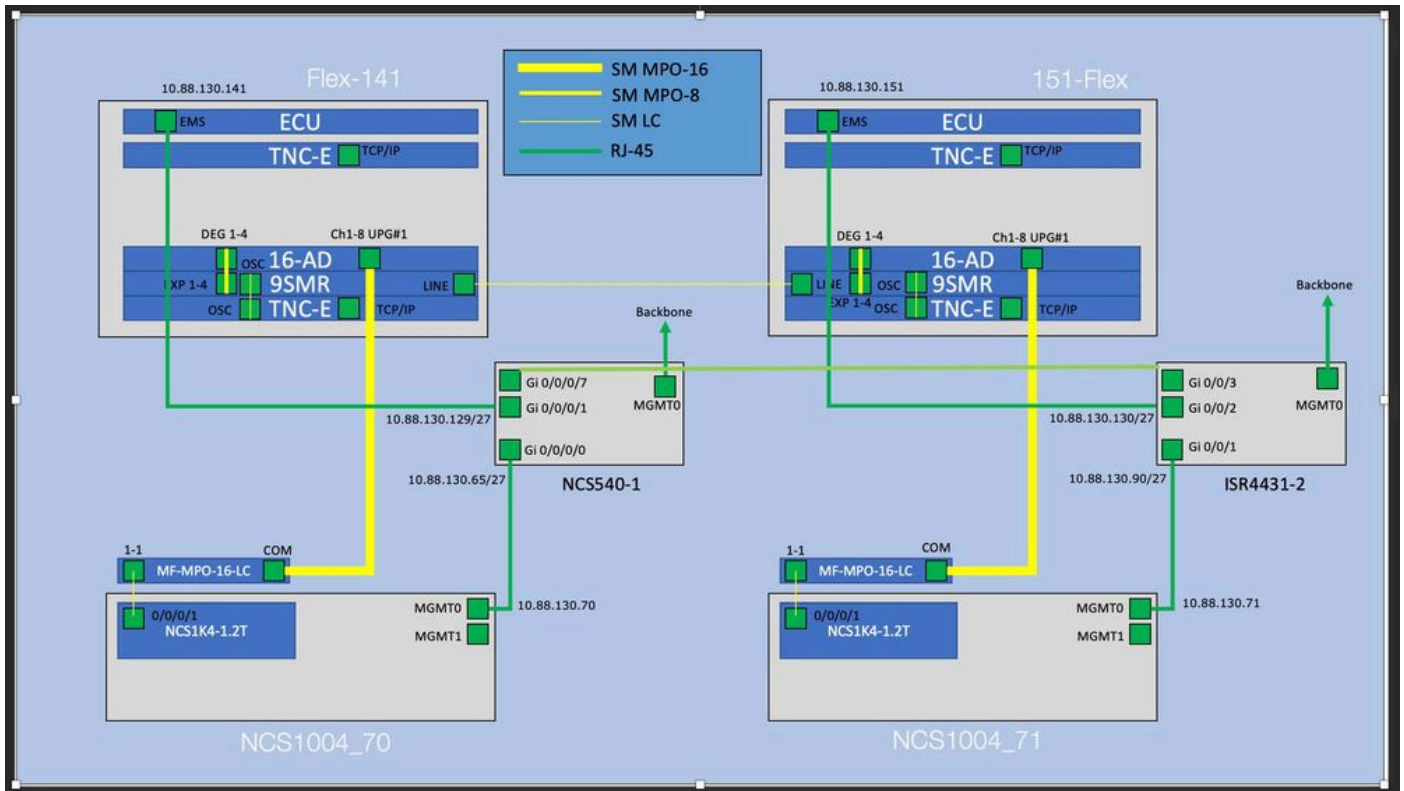 Flex-141
10.88.130.141
EMS
ECU
TNC-E
TCP/IP
DEG 1-4
Ch1-8 UPG#1
OSC
16-AD
EXP 1-4
9SMR
LINE
OSC
TNC-E
TCP/IP
SM MPO-16
SM MPO-8
SM LC
RJ-45
151-Flex
10.88.130.151
EMS
ECU
TNC-E
TCP/IP
DEG 1-4
Ch1-8 UPG#1
16-AD
LINE
OSC
9SMR
EXP 1-4
OSC
TNC-E
TCP/IP
Backbone
Gi 0/0/0/7
Gi 0/0/0/1
MGMT0
10.88.130.129/27
Gi 0/0/0/0
10.88.130.65/27
NCS540-1
Backbone
Gi 0/0/3
Gi 0/0/2
MGMT0
10.88.130.130/27
Gi 0/0/1
10.88.130.90/27
ISR4431-2
1-1
COM
MF-MPO-16-LC
0/0/0/1
NCS1K4-1.2T
MGMT0
10.88.130.70
MGMT1
NCS1004_70
1-1
COM
MF-MPO-16-LC
0/0/0/1
NCS1K4-1.2T
MGMT0
10.88.130.71
MGMT1
NCS1004_71